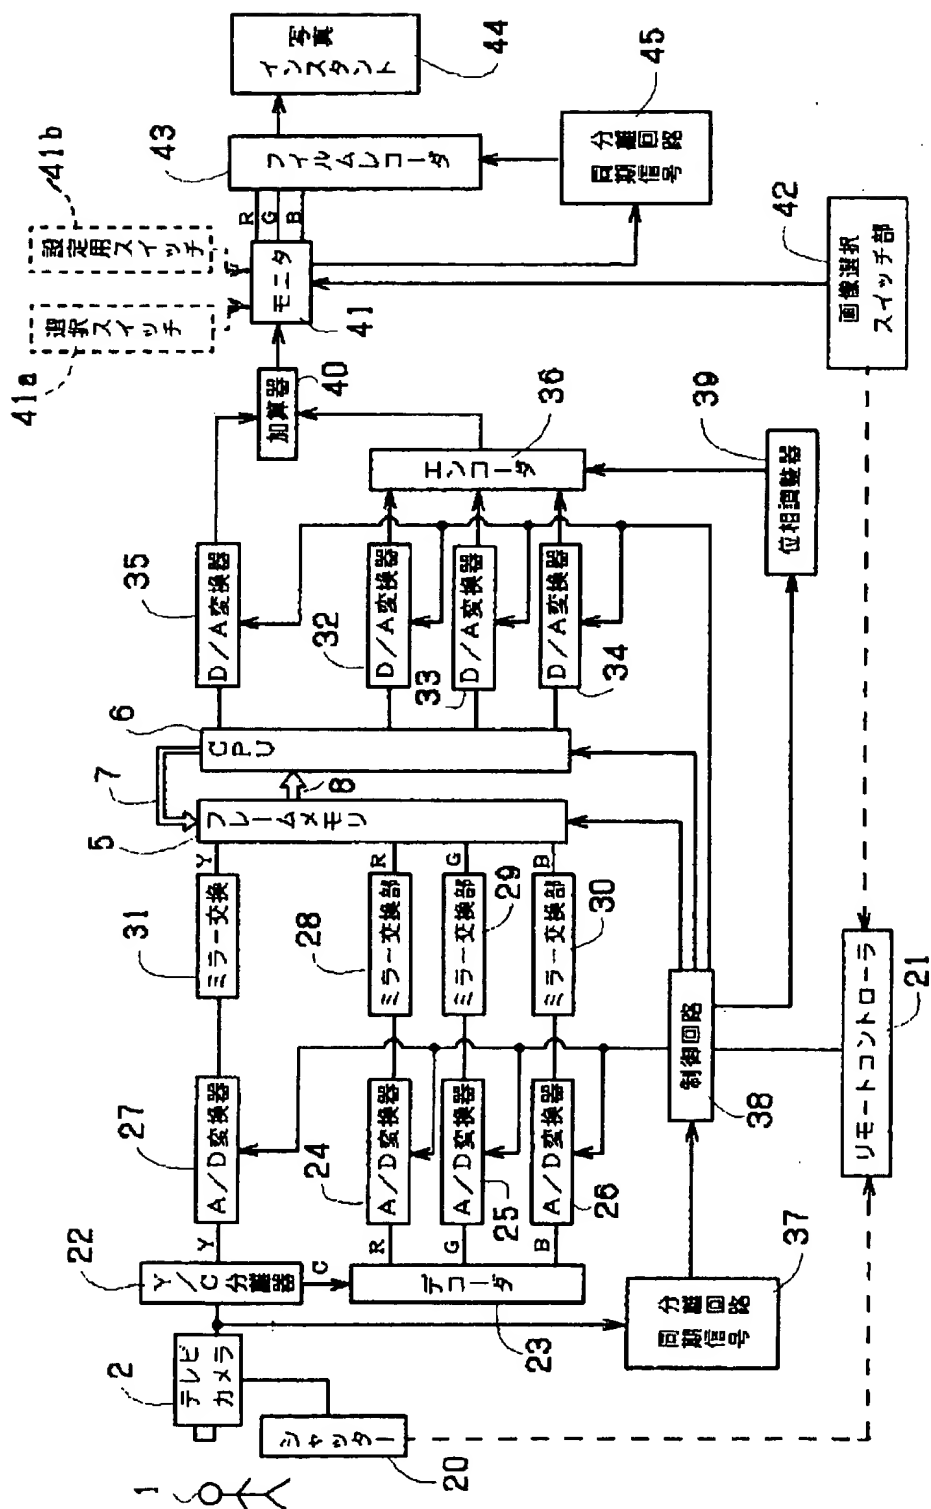 1
テレビ
カメラ
2
シャッター
20
Y/C分離器
22
Y
C
デコーダ
23
R
G
B
A/D変換器
27
A/D変換器
24
A/D変換器
25
A/D変換器
26
同期信号
分離回路
37
ミラー交換
31
ミラー交換部
28
ミラー交換部
29
ミラー交換部
30
制御回路
38
リモートコントローラ
21
Y
R
G
B
フレームメモリ
5
7
8
CPU
6
D/A変換器
35
D/A変換器
32
D/A変換器
33
D/A変換器
34
エンコーダ
36
位相調整器
39
加算器
40
選択スイッチ
41a
設定用スイッチ
41b
モニタ
41
画像選択
スイッチ部
42
R
G
B
フィルムレコーダ
43
同期信号
分離回路
45
インスタント
写真
44